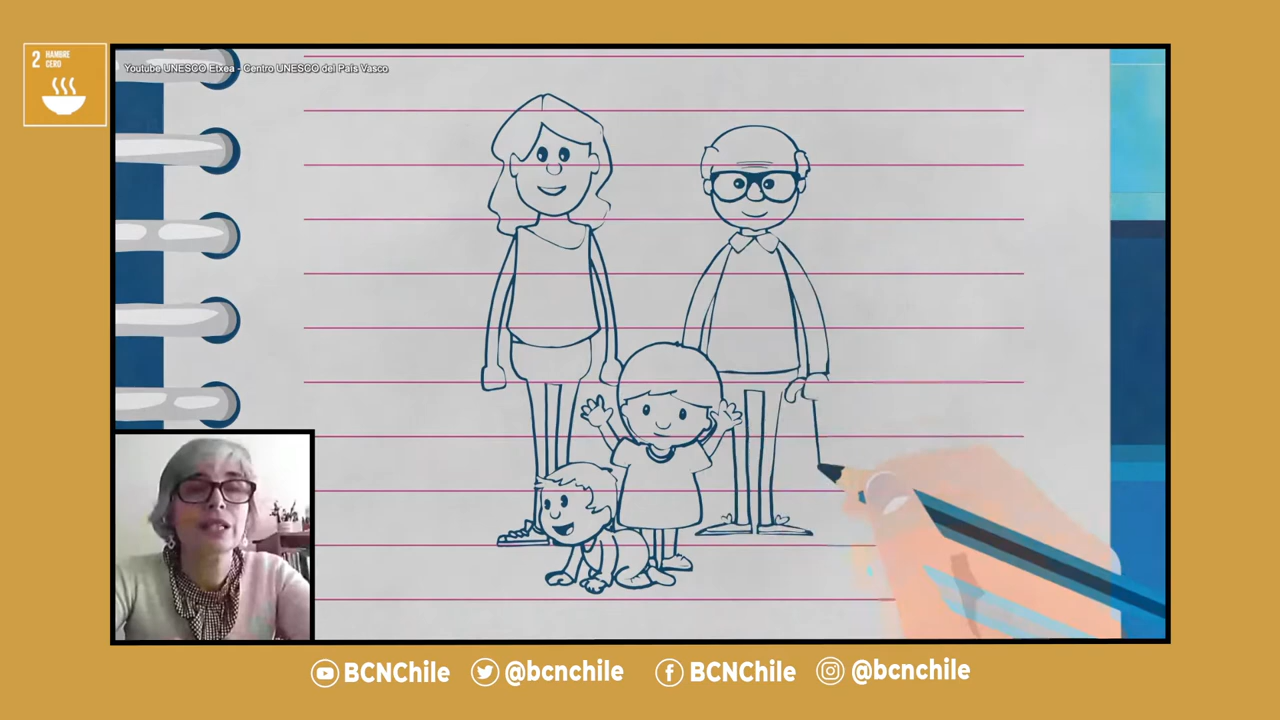 2 HAMBRE
CERO
Youtube UNESCO Etxea - Centro UNESCO del País Vasco
BCNChile @bcnchile BCNChile @bcnchile